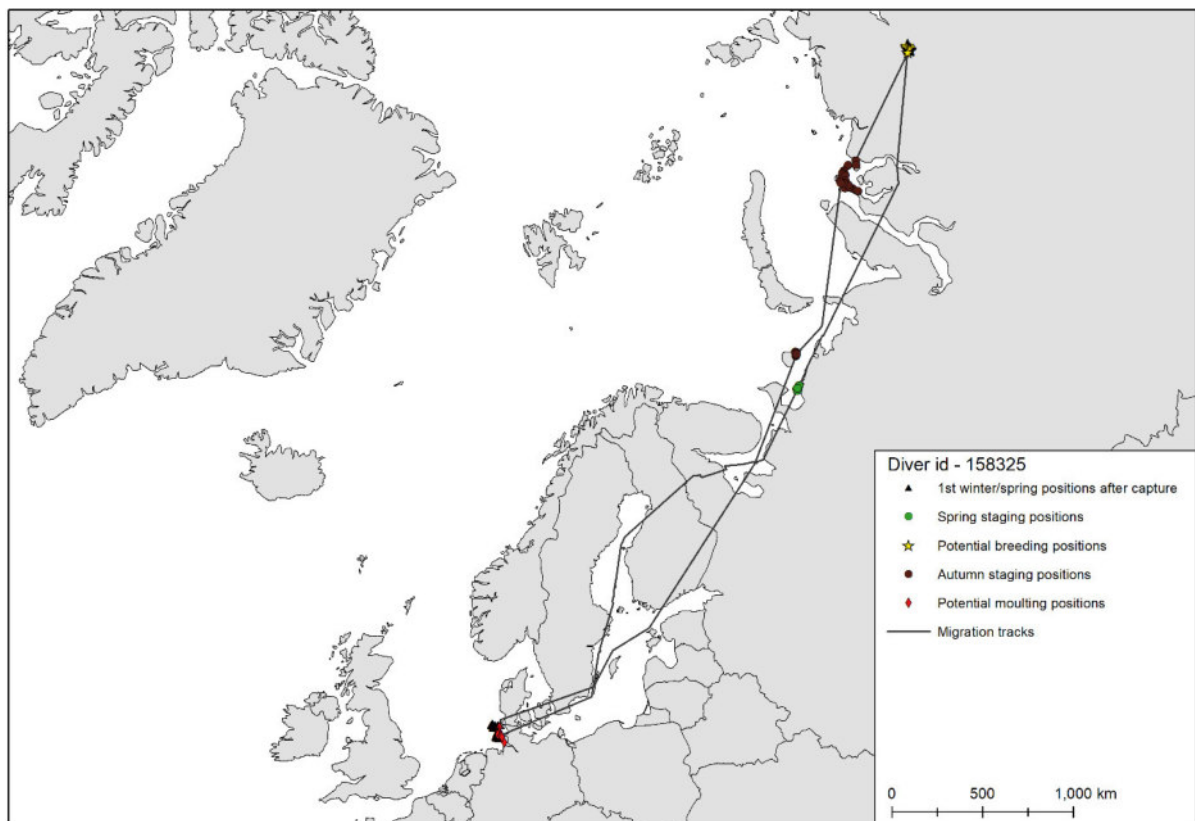 Diver id - 158325
1st winter/spring positions after capture
Spring staging positions
Potential breeding positions
Autumn staging positions
Potential moulting positions
Migration tracks
0 500 1,000 km